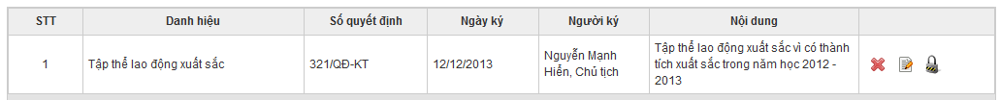 STT Danh hiệu Số quyết định Ngày ký Người ký Nội dung
1 Tập thể lao động xuất sắc 321/QĐ-KT 12/12/2013 Nguyễn Mạnh Hiển, Chủ tịch Tập thể lao động xuất sắc vì có thành tích xuất sắc trong năm học 2012 - 2013